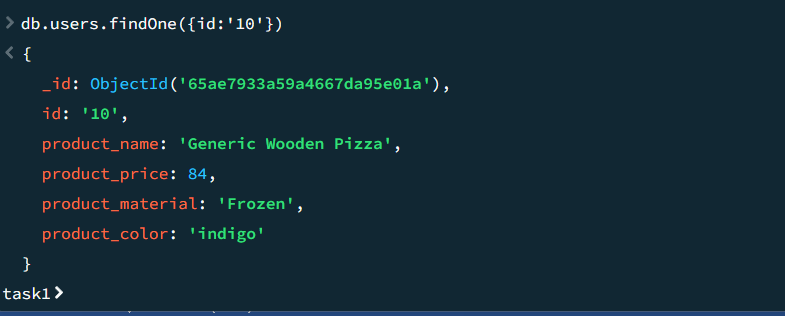 > db.users.findOne({id:'10'})
< {
_id: ObjectId('65ae7933a59a4667da95e01a'),
id: '10',
product_name: 'Generic Wooden Pizza',
product_price: 84,
product_material: 'Frozen',
product_color: 'indigo'
}
task1>